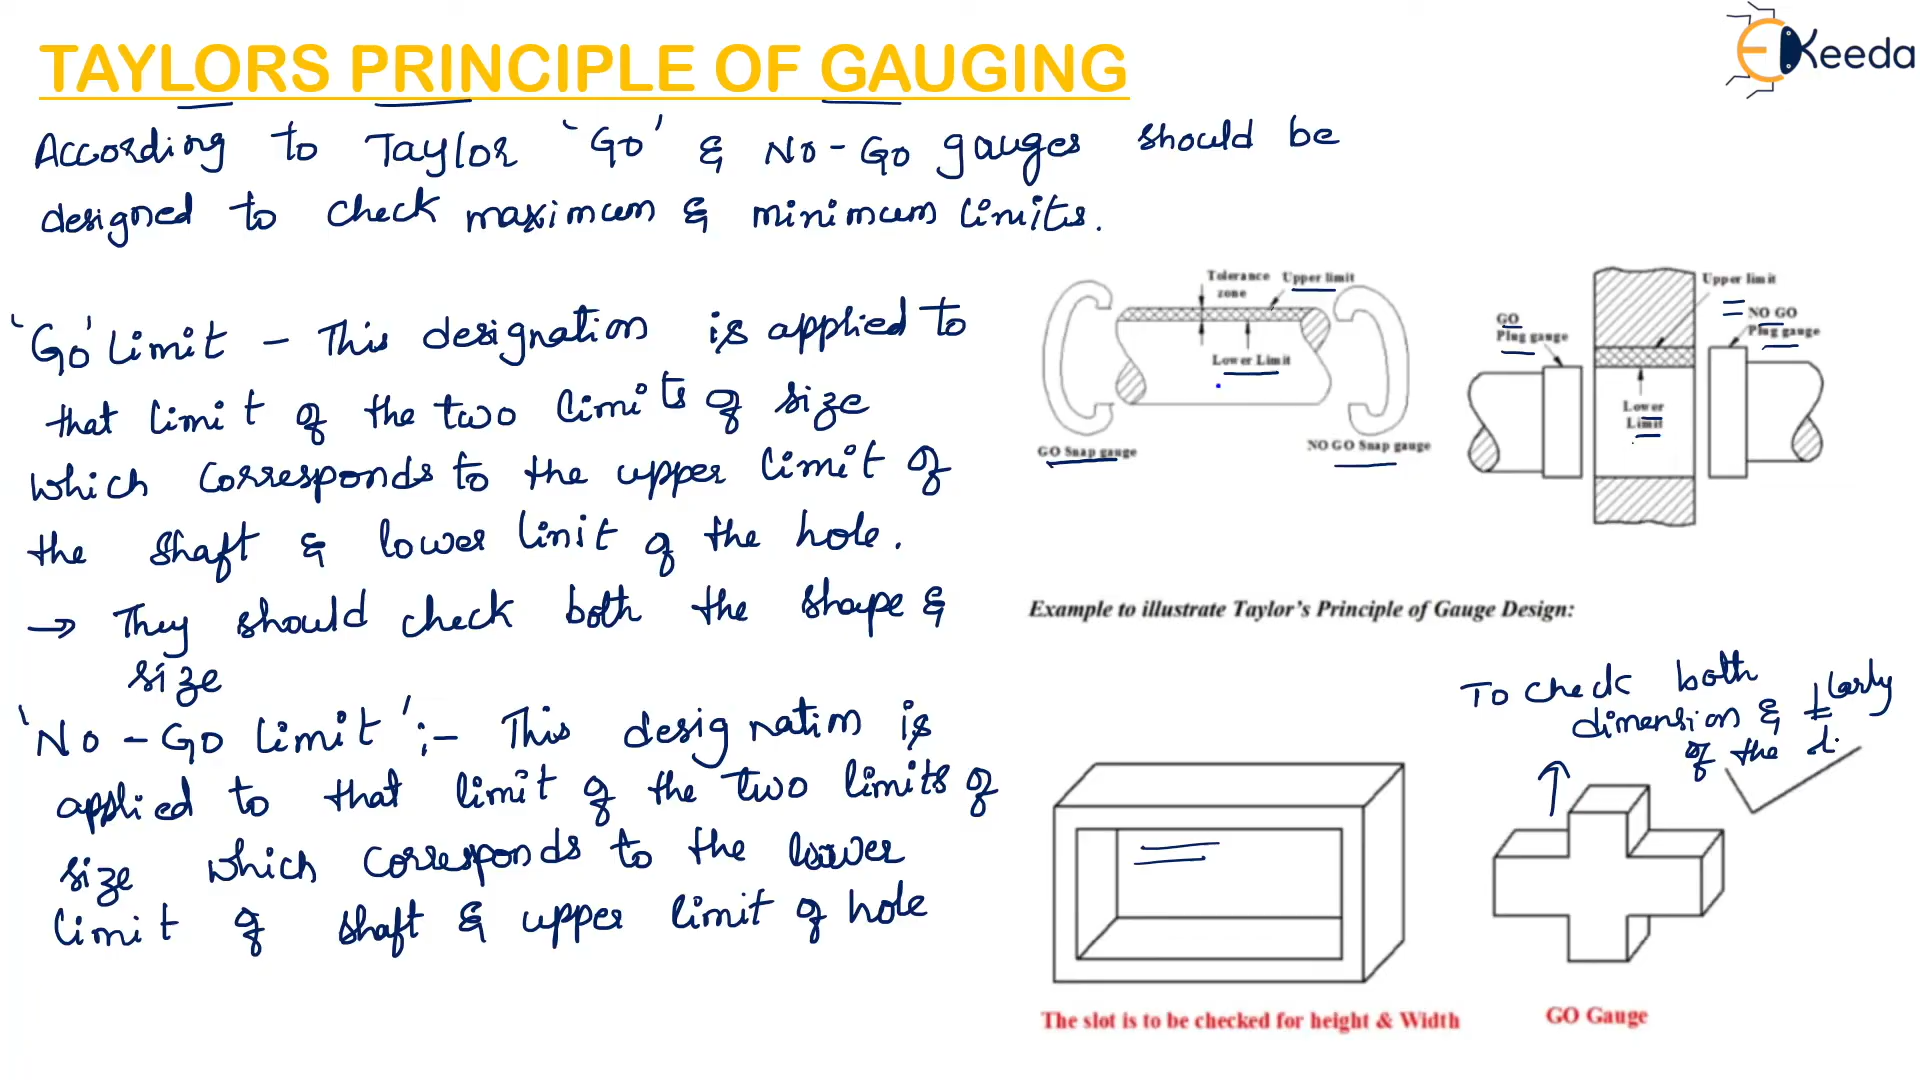 TAYLORS PRINCIPLE OF GAUGING
EKeeda
According to Taylor 'Go' & No-Go gauges should be
designed to check maximum & minimum limits.
'Go' Limit - This designation is applied to
that limit of the two limits of size
which corresponds to the upper limit of
the shaft & lower limit of the hole.
→ They should check both the shape &
size
'No-Go limit' :- This designation is
applied to that limit of the two limits of
size which corresponds to the lower
limit of shaft & upper limit of hole
Tolerance zone
Upper limit
Lower Limit
GO Snap gauge
NO GO Snap gauge
Upper limit
GO
Plug gauge
NO GO
Plug gauge
Lower
Limit
Example to illustrate Taylor's Principle of Gauge Design:
To check both
dimension & ⊥larly
of the
The slot is to be checked for height & Width
GO Gauge